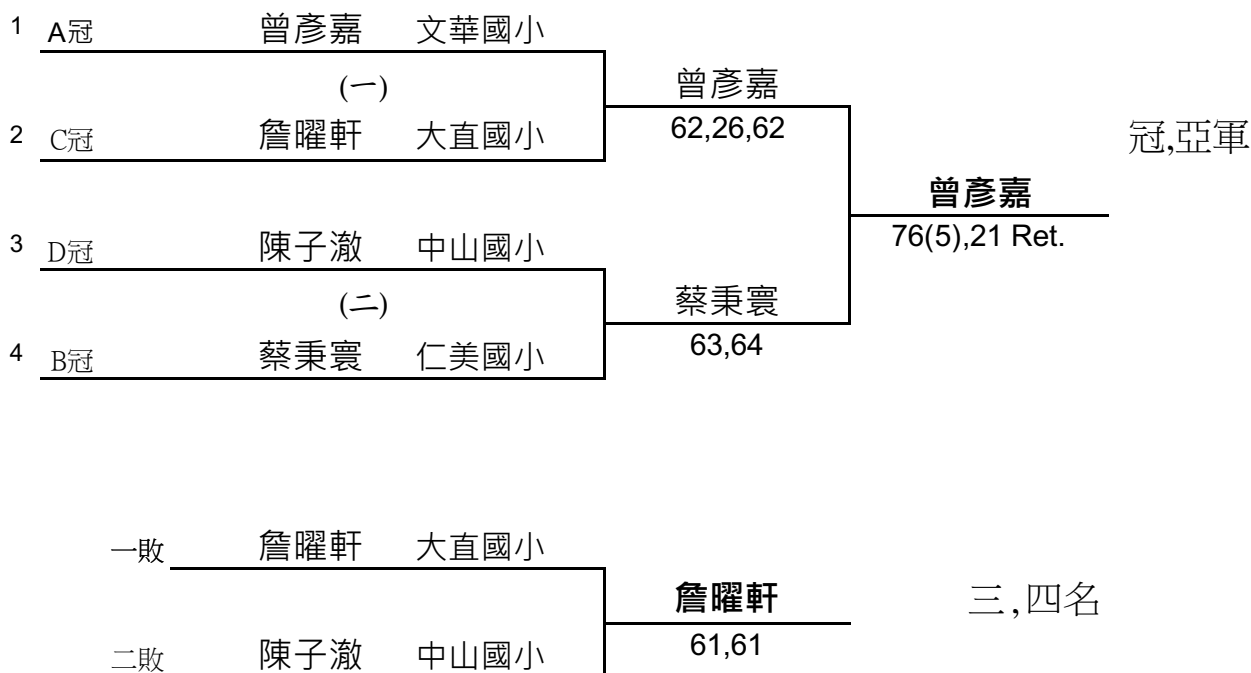 1 A冠 曾彥嘉 文華國小
(一) 曾彥嘉
2 C冠 詹曜軒 大直國小 62,26,62 冠,亞軍
曾彥嘉
3 D冠 陳子澈 中山國小 76(5),21 Ret.
(二) 蔡秉寰
4 B冠 蔡秉寰 仁美國小 63,64
一敗 詹曜軒 大直國小
詹曜軒 三,四名
二敗 陳子澈 中山國小 61,61